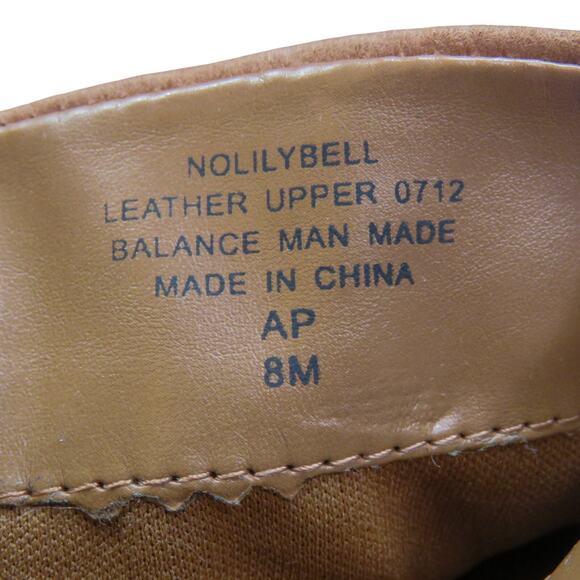 NOLILYBELL
LEATHER UPPER 0712
BALANCE MAN MADE
MADE IN CHINA
AP
8M